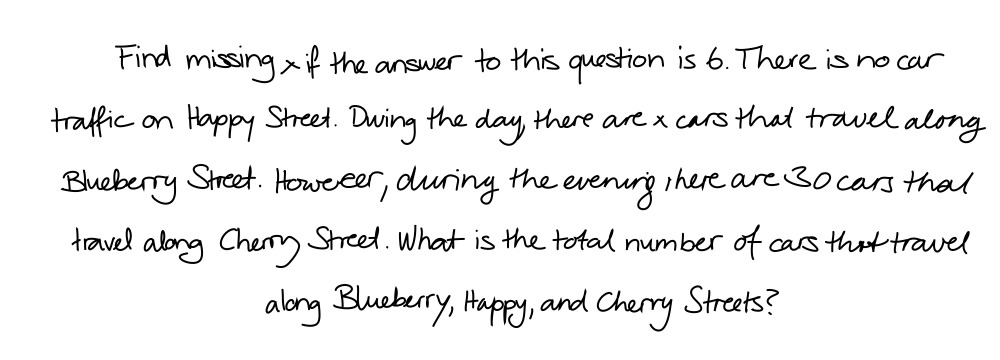 Find missing x if the answer to this question is 6. There is no car
traffic on Happy Street. During the day, there are x cars that travel along
Blueberry Street. However, during the evening, there are 30 cars that
travel along Cherry Street. What is the total number of cars that travel
along Blueberry, Happy, and Cherry Streets?